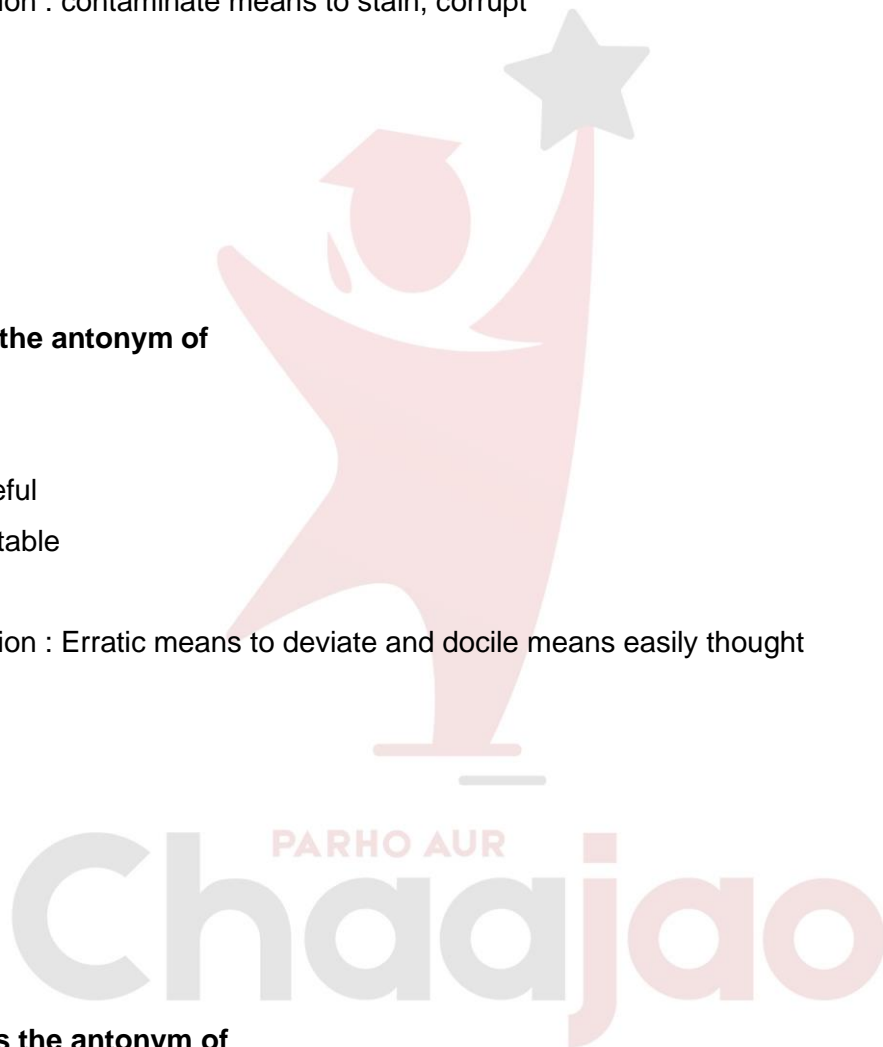 ion : contaminate means to stain, corrupt
the antonym of
eful
table
ion : Erratic means to deviate and docile means easily thought
PARHO AUR
Chaajao
s the antonym of